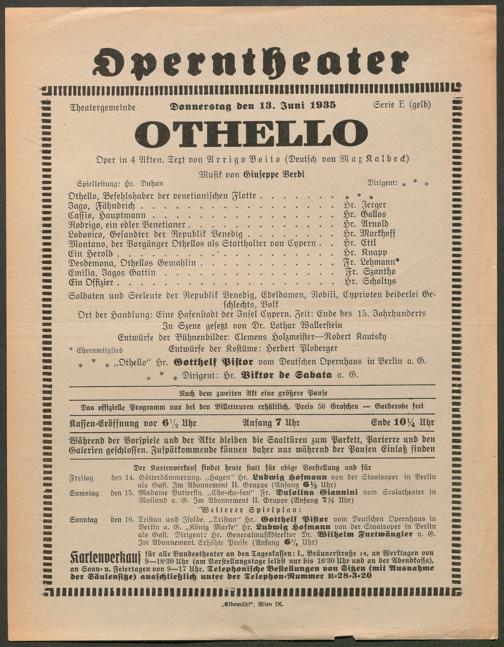 Operntheater
Theatergemeinde Donnerstag den 13. Juni 1935 Serie E (gelb)
OTHELLO
Oper in 4 Akten. Text von Arrigo Boito (Deutsch von Max Kalbeck)
Musik von Giuseppe Verdi
Spielleitung: Hr. Duhan Dirigent: * * *
Othello, Befehlshaber der venetianischen Flotte . . . . . . . * * *
Jago, Fähndrich . . . . . . . . . . . . . . Hr. Jerger
Cassio, Hauptmann . . . . . . . . . . . . . . Hr. Gallos
Rodrigo, ein edler Venetianer . . . . . . . . . . . Hr. Arnold
Lodovico, Gesandter der Republik Venedig . . . . . . . . Hr. Markhoff
Montano, der Vorgänger Othellos als Statthalter von Cypern . . . Hr. Ettl
Ein Herold . . . . . . . . . . . . . . . . Hr. Knapp
Desdemona, Othellos Gemahlin . . . . . . . . . . . Fr. Lehmann*
Emilia, Jagos Gattin . . . . . . . . . . . . . Fr. Szantho
Ein Offizier . . . . . . . . . . . . . . . . Hr. Scholtys
Soldaten und Seeleute der Republik Venedig, Edeldamen, Nobili, Cyprioten beiderlei Ge-
schlechts, Volk
Ort der Handlung: Eine Hafenstadt der Insel Cypern. Zeit: Ende des 15. Jahrhunderts
In Szene gesetzt von Dr. Lothar Wallerstein
Entwürfe der Bühnenbilder: Clemens Holzmeister—Robert Kautsky
* Ehrenmitglied Entwürfe der Kostüme: Herbert Ploberger
* * * „Othello“ Hr. Gotthelf Pistor vom Deutschen Opernhaus in Berlin a. G.
* * * Dirigent: Hr. Viktor de Sabata a. G.
Nach dem zweiten Akt eine größere Pause
Das offizielle Programm nur bei den Billetteuren erhältlich. Preis 50 Groschen — Garderobe frei
Kassen-Eröffnung vor 6½ Uhr Anfang 7 Uhr Ende 10¼ Uhr
Während der Vorspiele und der Akte bleiben die Saaltüren zum Parkett, Parterre und den
Galerien geschlossen. Zuspätkommende können daher nur während der Pausen Einlaß finden
Der Kartenverkauf findet heute statt für obige Vorstellung und für
Freitag den 14. Götterdämmerung. „Hagen“ Hr. Ludwig Hofmann von der Staatsoper in Berlin
als Gast. Im Abonnement II. Gruppe (Anfang 6½ Uhr)
Samstag den 15. Madame Butterfly. „Cho-cho-san“ Fr. Dusolina Giannini vom Scalatheater in
Mailand a. G. Im Abonnement II. Gruppe (Anfang 7½ Uhr)
Weiterer Spielplan:
Sonntag den 16. Tristan und Isolde. „Tristan“ Hr. Gotthelf Pistor vom Deutschen Opernhaus in
Berlin a. G. „König Marke“ Hr. Ludwig Hofmann von der Staatsoper in Berlin
als Gast. Dirigent: Hr. Generalmusikdirektor Dr. Wilhelm Furtwängler a. G.
Im Abonnement. Erhöhte Preise (Anfang 6½ Uhr)
Kartenverkauf für alle Bundestheater an den Tageskassen: I., Bräunerstraße 14, an Werktagen von
9—18·30 Uhr (am Vorstellungstage selbst nur bis 16·30 Uhr und an der Abendkassa),
an Sonn- u. Feiertagen von 9—17 Uhr. Telephonische Bestellungen von Sitzen (mit Ausnahme
der Säulensitze) ausschließlich unter der Telephon-Nummer R-28-3-20
„Elbemühl“, Wien IX.